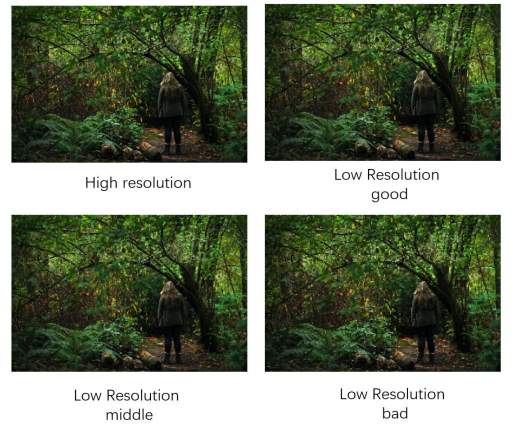 High resolution
Low Resolution
good
Low Resolution
middle
Low Resolution
bad